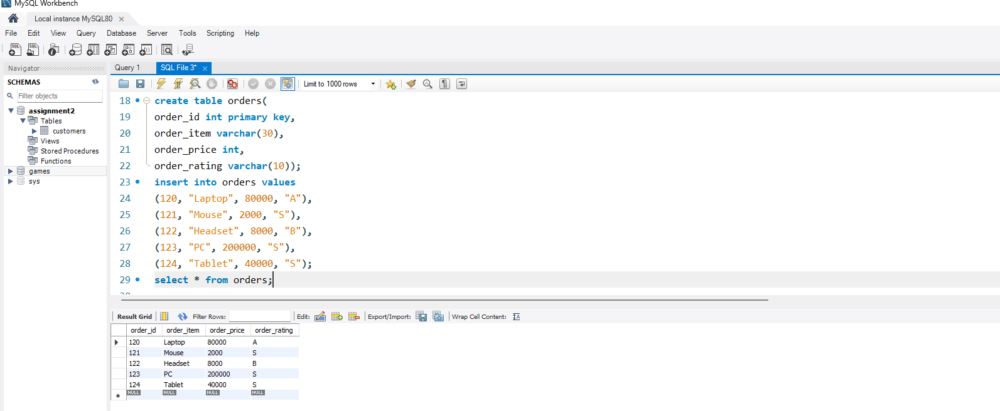 MySQL Workbench
Local instance MySQL80
File Edit View Query Database Server Tools Scripting Help
Navigator
SCHEMAS
Filter objects
assignment2
Tables
customers
Views
Stored Procedures
Functions
games
sys
Query 1 SQL File 3*
Limit to 1000 rows
18 create table orders(
19 order_id int primary key,
20 order_item varchar(30),
21 order_price int,
22 order_rating varchar(10));
23 insert into orders values
24 (120, "Laptop", 80000, "A"),
25 (121, "Mouse", 2000, "S"),
26 (122, "Headset", 8000, "B"),
27 (123, "PC", 200000, "S"),
28 (124, "Tablet", 40000, "S");
29 select * from orders;
Result Grid Filter Rows: Edit: Export/Import: Wrap Cell Content:
order_id order_item order_price order_rating
120 Laptop 80000 A
121 Mouse 2000 S
122 Headset 8000 B
123 PC 200000 S
124 Tablet 40000 S
NULL NULL NULL NULL